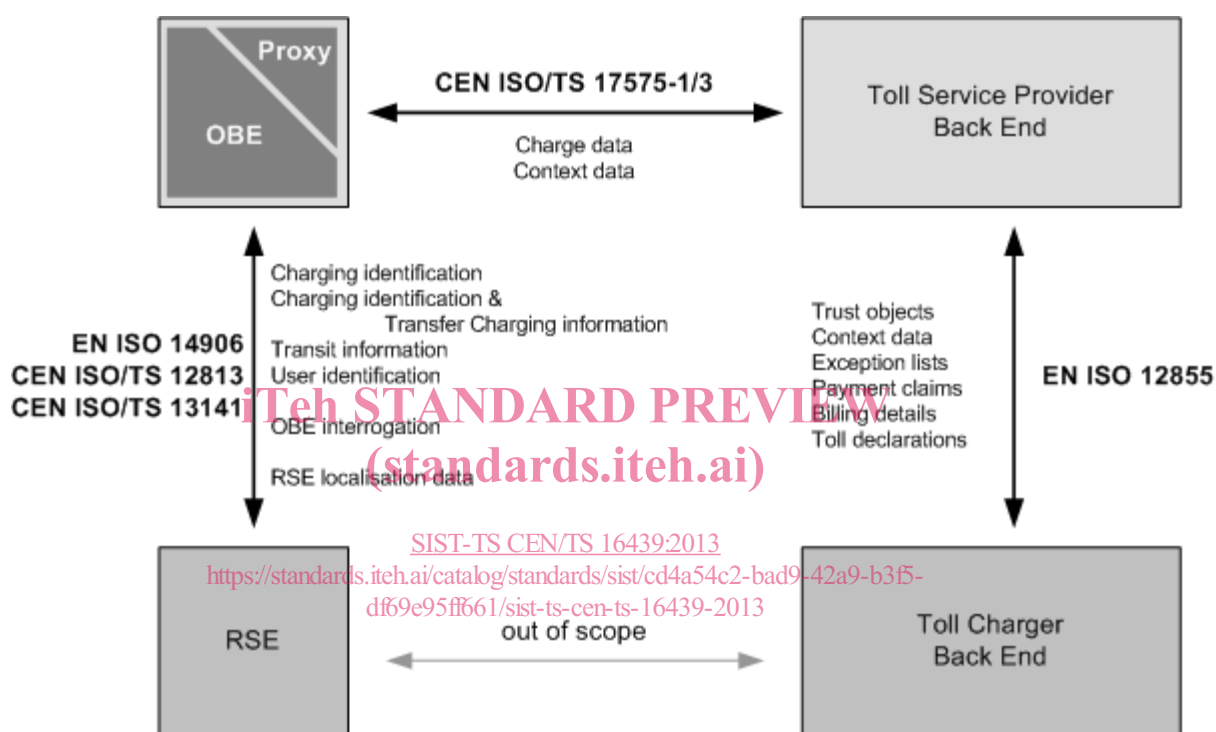 Proxy
OBE
CEN ISO/TS 17575-1/3
Charge data
Context data
Toll Service Provider
Back End
Charging identification
Charging identification &
Transfer Charging information
Transit information
User identification
OBE interrogation
RSE localisation data
EN ISO 14906
CEN ISO/TS 12813
CEN ISO/TS 13141
Trust objects
Context data
Exception lists
Payment claims
Billing details
Toll declarations
EN ISO 12855
iTeh STANDARD PREVIEW
(standards.iteh.ai)
SIST-TS CEN/TS 16439:2013
https://standards.iteh.ai/catalog/standards/sist/cd4a54c2-bad9-42a9-b3f5-
df69e95ff661/sist-ts-cen-ts-16439-2013
RSE
out of scope
Toll Charger
Back End